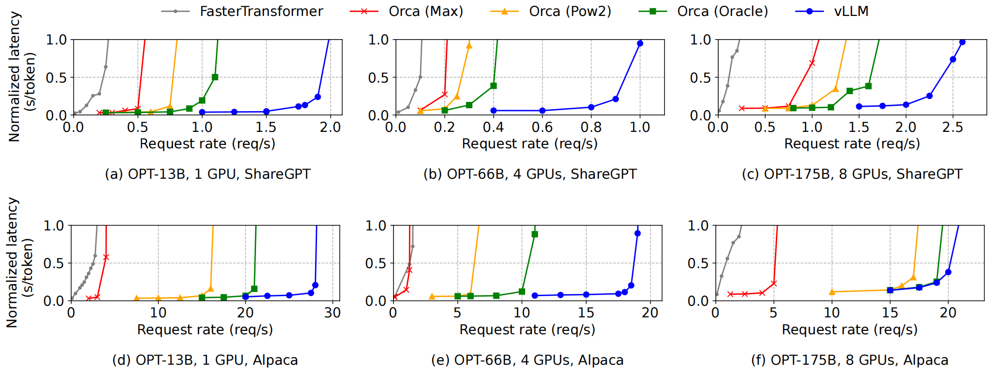 FasterTransformer Orca (Max) Orca (Pow2) Orca (Oracle) vLLM
Normalized latency
(s/token)
1.0
0.5
0.0
0.0 0.5 1.0 1.5 2.0
Request rate (req/s)
(a) OPT-13B, 1 GPU, ShareGPT
1.0
0.5
0.0
0.0 0.2 0.4 0.6 0.8 1.0
Request rate (req/s)
(b) OPT-66B, 4 GPUs, ShareGPT
1.0
0.5
0.0
0.0 0.5 1.0 1.5 2.0 2.5
Request rate (req/s)
(c) OPT-175B, 8 GPUs, ShareGPT
Normalized latency
(s/token)
1.0
0.5
0.0
0 10 20 30
Request rate (req/s)
(d) OPT-13B, 1 GPU, Alpaca
1.0
0.5
0.0
0 5 10 15 20
Request rate (req/s)
(e) OPT-66B, 4 GPUs, Alpaca
1.0
0.5
0.0
0 5 10 15 20
Request rate (req/s)
(f) OPT-175B, 8 GPUs, Alpaca